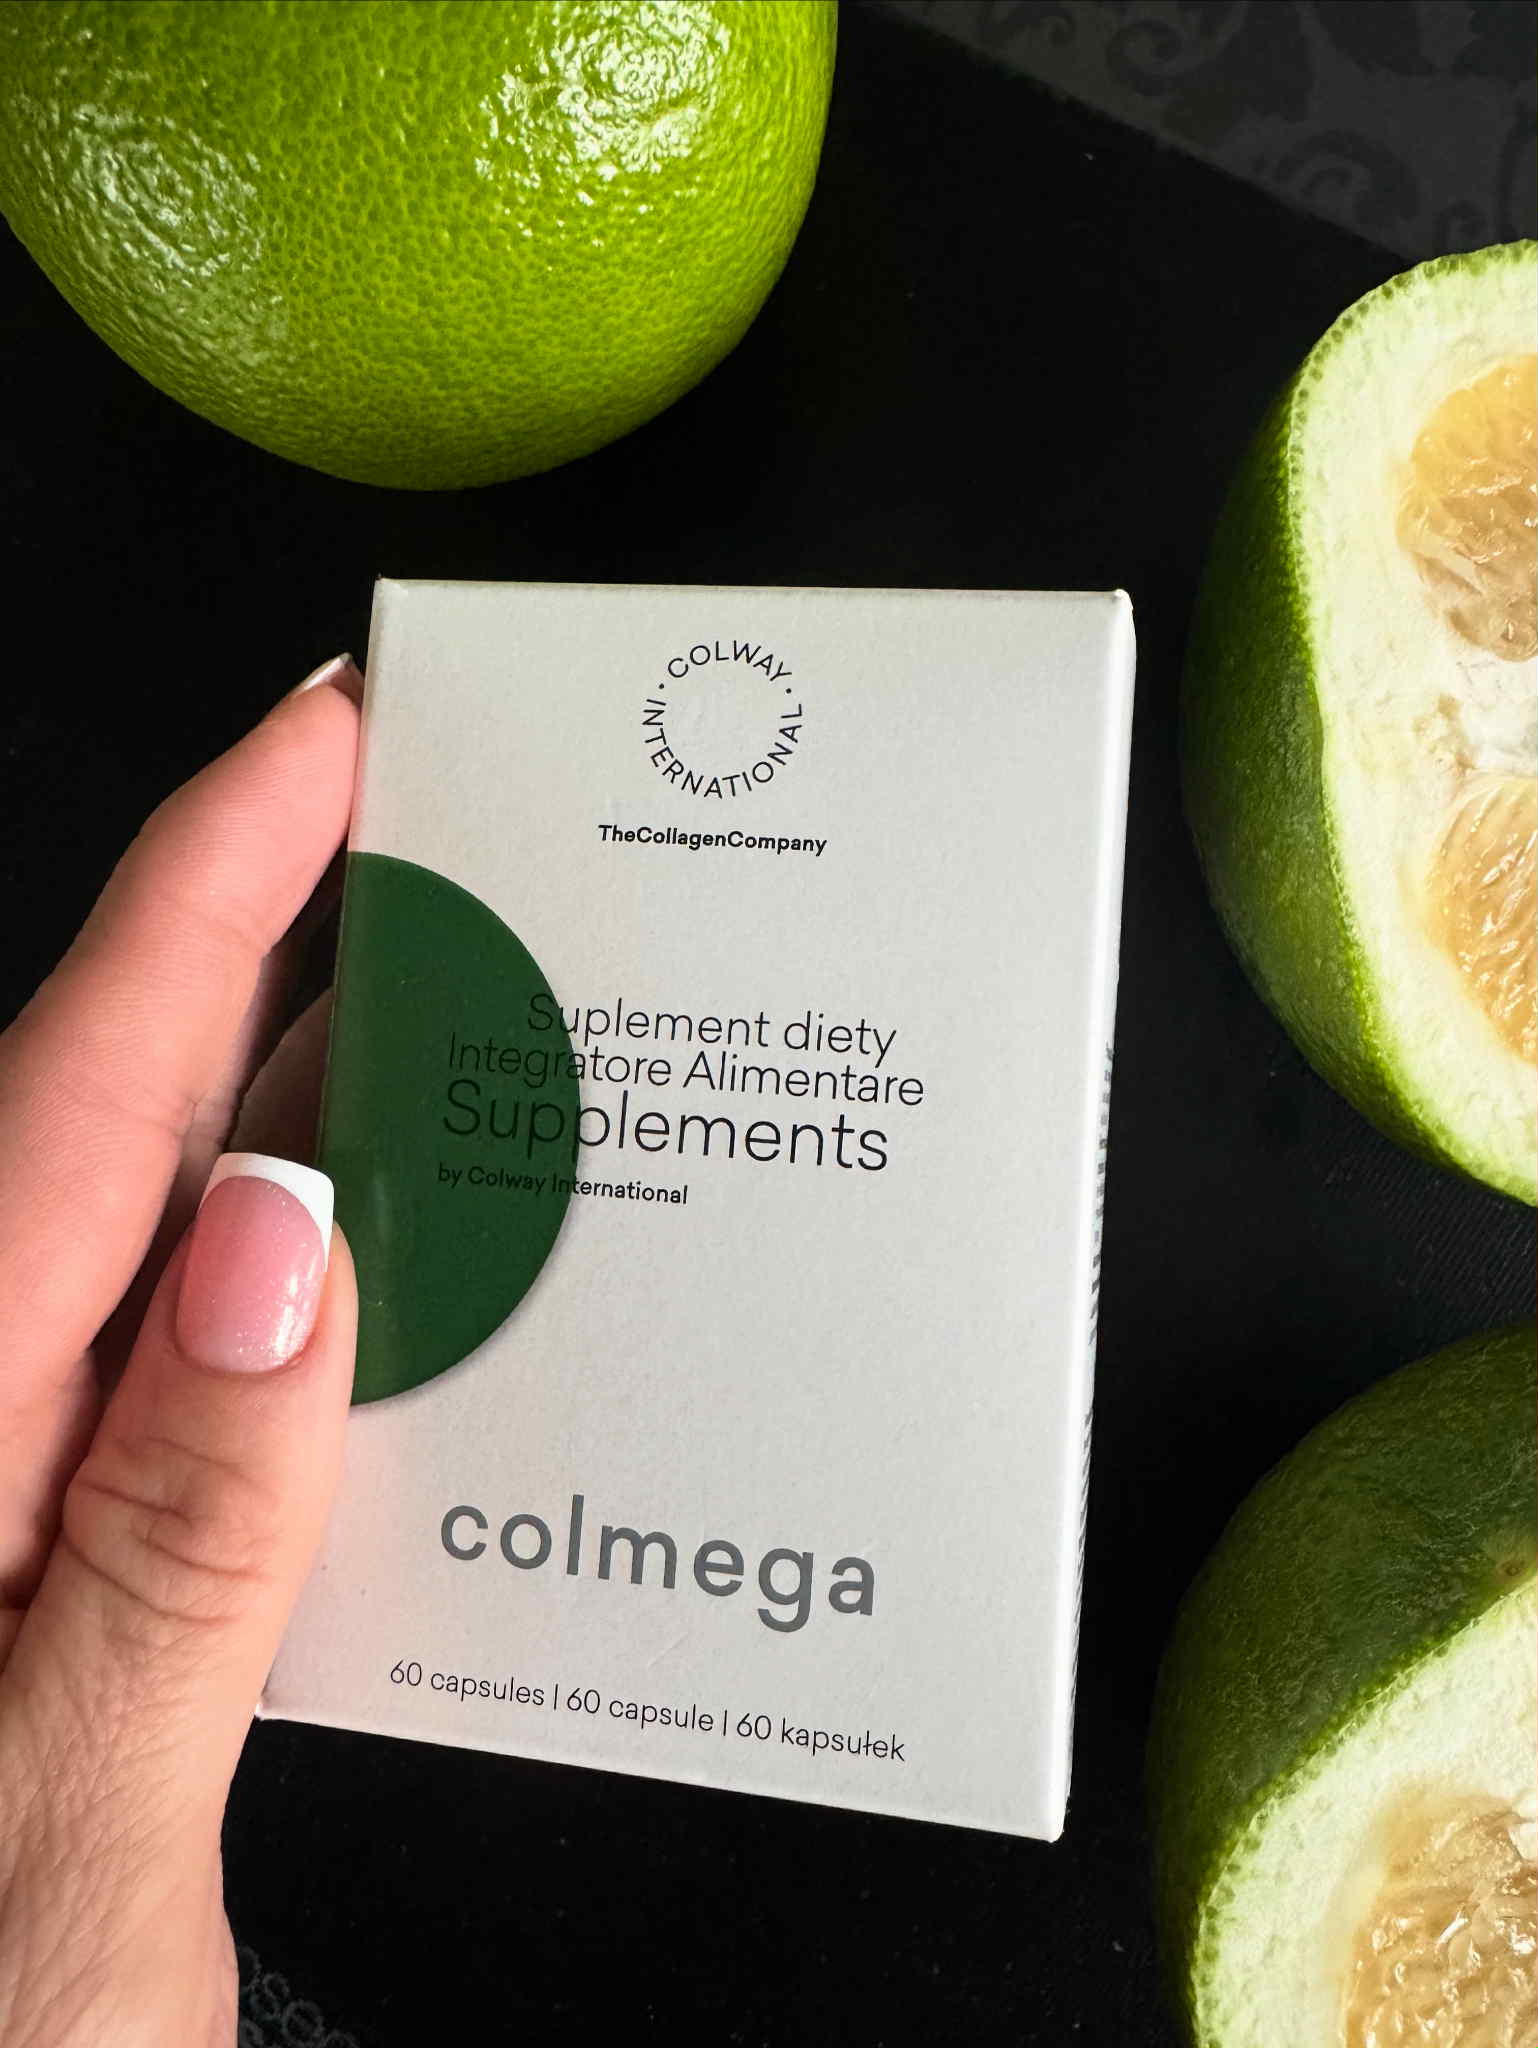 COLWAY • INTERNATIONAL •
TheCollagenCompany
Suplement diety
Integratore Alimentare
Supplements
by Colway International
colmega
60 capsules | 60 capsule | 60 kapsułek